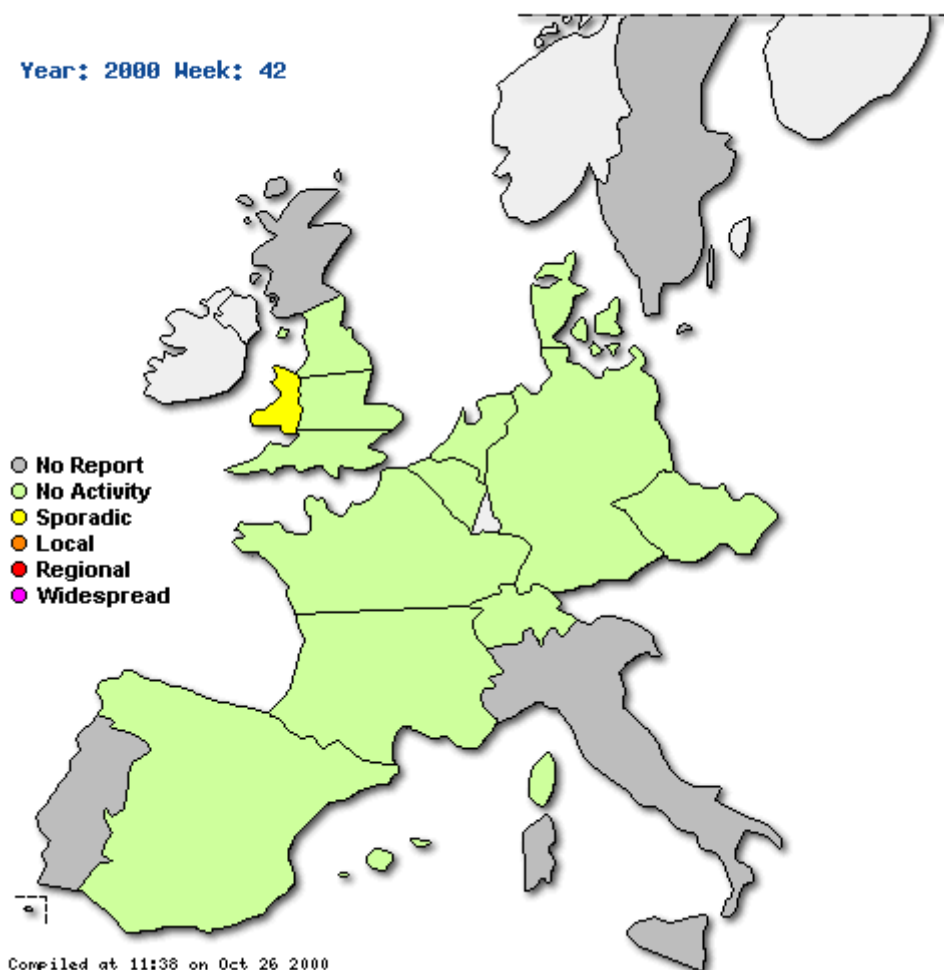 Year: 2000 Week: 42
No Report
No Activity
Sporadic
Local
Regional
Widespread
Compiled at 11:38 on Oct 26 2000